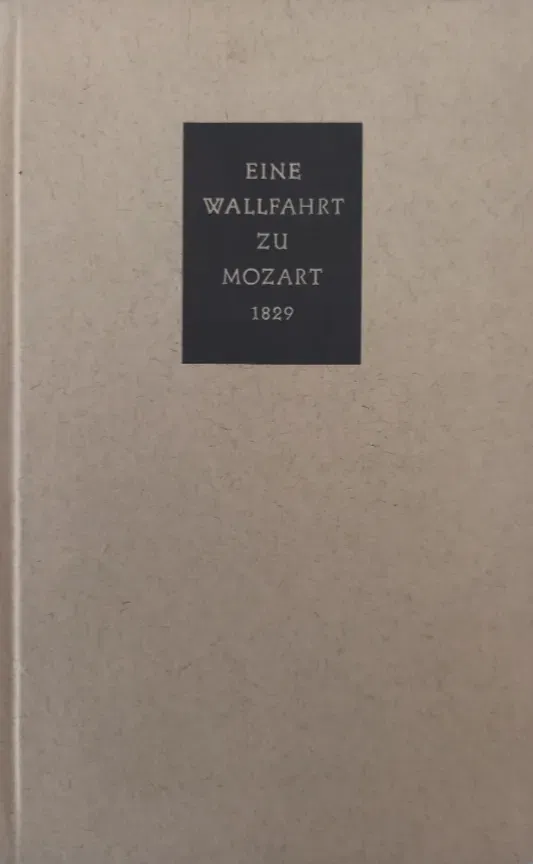 EINE
WALLFAHRT
ZU
MOZART
1829